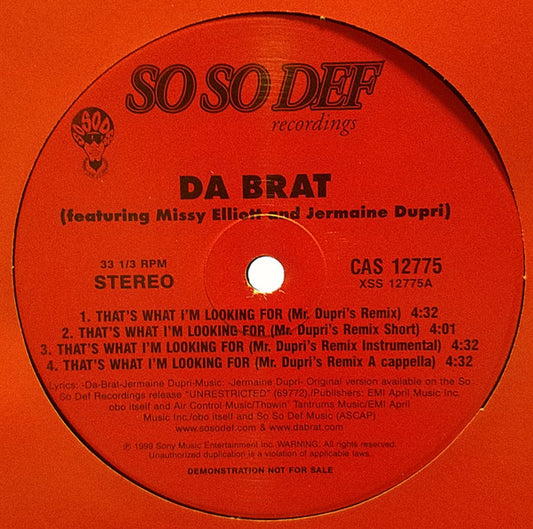 SO SO DEF
recordings
SO SO DEF
DA BRAT
(featuring Missy Elliott and Jermaine Dupri)
33 1/3 RPM
STEREO
CAS 12775
XSS 12775A
1. THAT'S WHAT I'M LOOKING FOR (Mr. Dupri's Remix) 4:32
2. THAT'S WHAT I'M LOOKING FOR (Mr. Dupri's Remix Short) 4:01
3. THAT'S WHAT I'M LOOKING FOR (Mr. Dupri's Remix Instrumental) 4:32
4. THAT'S WHAT I'M LOOKING FOR (Mr. Dupri's Remix A cappella) 4:32
Lyrics: -Da-Brat-Jermaine Dupri-Music: -Jermaine Dupri- Original version available on the So
So Def Recordings release "UNRESTRICTED" (69772)./Publishers: EMI April Music Inc.
obo itself and Air Control Music/Thowin' Tantrums Music/EMI April
Music Inc./obo itself and So So Def Music (ASCAP)
www.sosodef.com & www.dabrat.com
℗ 1999 Sony Music Entertainment Inc. WARNING: All rights reserved.
Unauthorized duplication is a violation of applicable laws.
DEMONSTRATION NOT FOR SALE